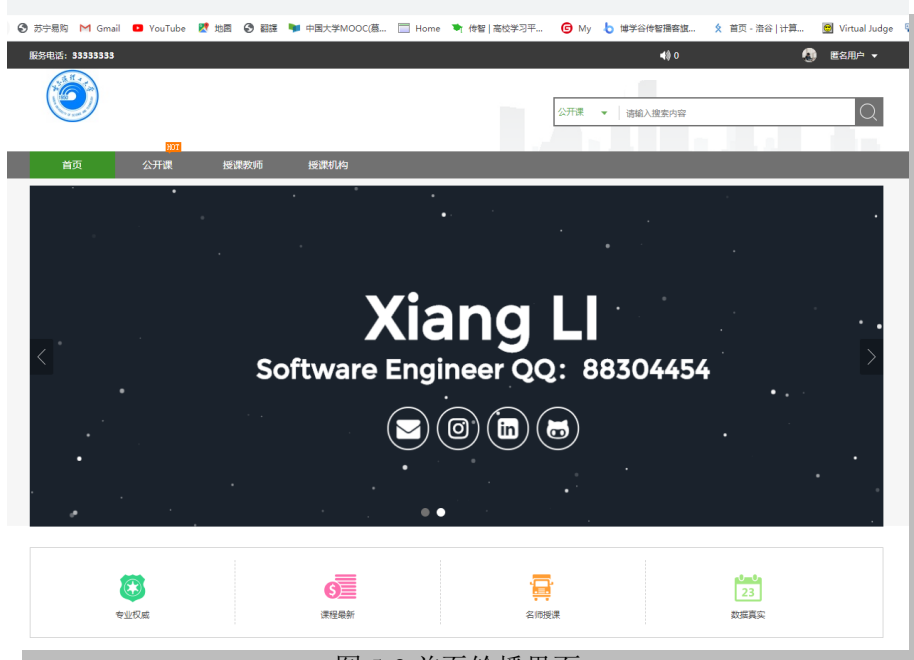 苏宁易购 Gmail YouTube 地图 翻譯 中国大学MOOC(慕... Home 传智|高校学习平... My 博学谷传智播客旗... 首页 - 洛谷 | 计算... Virtual Judge
服务电话: 33333333 0 匿名用户
公开课 请输入搜索内容
HOT
首页 公开课 授课教师 授课机构
Xiang LI
Software Engineer QQ: 88304454
in
23
专业权威 课程最新 名师授课 数据真实